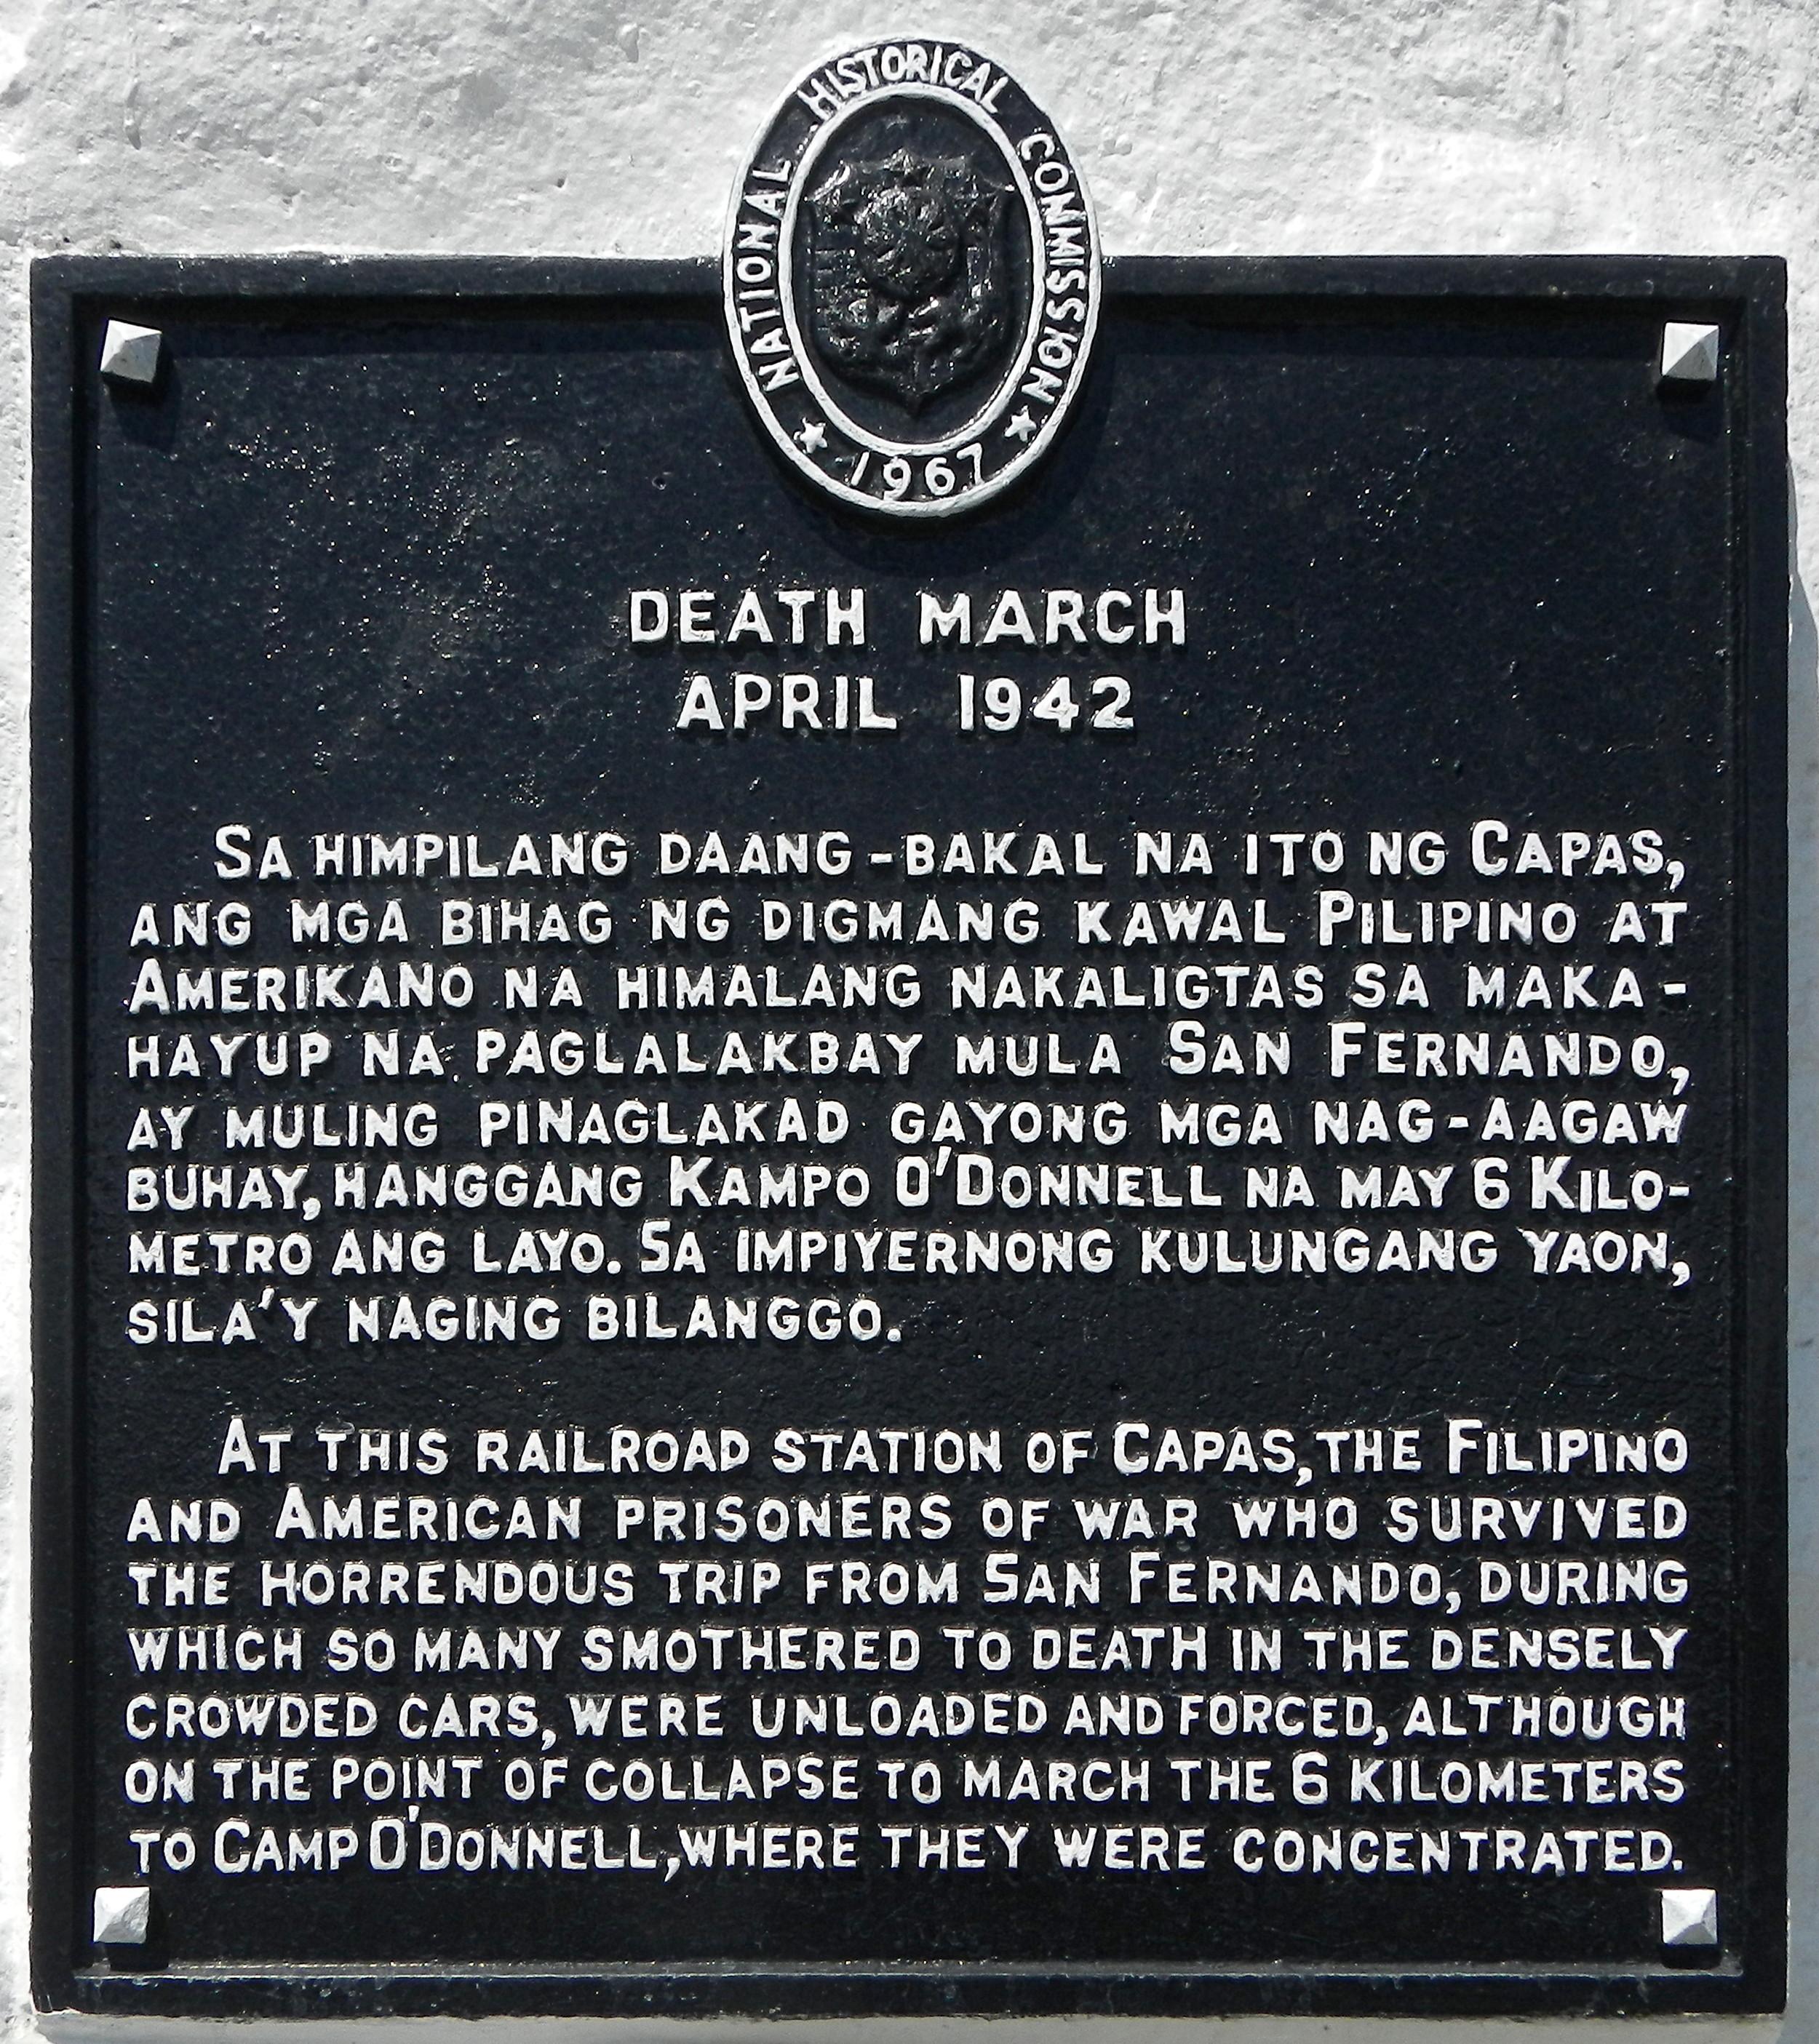 NATIONAL HISTORICAL COMMISSION
★ 1967 ★
DEATH MARCH
APRIL 1942
SA HIMPILANG DAANG-BAKAL NA ITO NG CAPAS,
ANG MGA BIHAG NG DIGMANG KAWAL PILIPINO AT
AMERIKANO NA HIMALANG NAKALIGTAS SA MAKA-
HAYUP NA PAGLALAKBAY MULA SAN FERNANDO,
AY MULING PINAGLAKAD GAYONG MGA NAG-AAGAW
BUHAY, HANGGANG KAMPO O'DONNELL NA MAY 6 KILO-
METRO ANG LAYO. SA IMPIYERNONG KULUNGANG YAON,
SILA'Y NAGING BILANGGO.
AT THIS RAILROAD STATION OF CAPAS, THE FILIPINO
AND AMERICAN PRISONERS OF WAR WHO SURVIVED
THE HORRENDOUS TRIP FROM SAN FERNANDO, DURING
WHICH SO MANY SMOTHERED TO DEATH IN THE DENSELY
CROWDED CARS, WERE UNLOADED AND FORCED, ALTHOUGH
ON THE POINT OF COLLAPSE TO MARCH THE 6 KILOMETERS
TO CAMP O'DONNELL, WHERE THEY WERE CONCENTRATED.